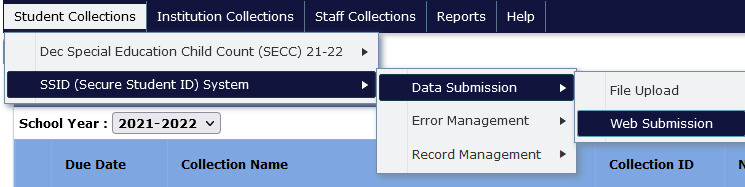 Student Collections Institution Collections Staff Collections Reports Help
Dec Special Education Child Count (SECC) 21-22
SSID (Secure Student ID) System Data Submission File Upload
School Year : 2021-2022 Error Management Web Submission
Record Management
Due Date Collection Name Collection ID N